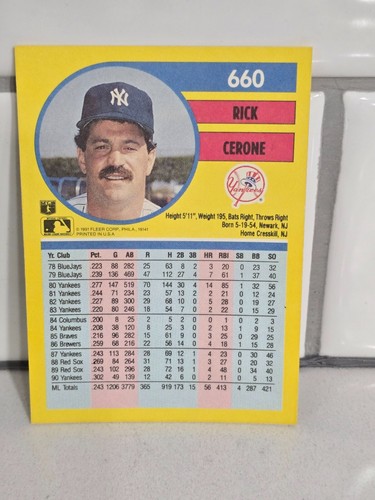 660
RICK
CERONE
NY
Yankees
© 1991 FLEER CORP., PHILA., 19141
PRINTED IN U.S.A.
Height 5'11", Weight 195, Bats Right, Throws Right
Born 5-19-54, Newark, NJ
Home Cresskill, NJ
Yr. Club Pct. G AB R H 2B 3B HR RBI SB BB SO
78 BlueJays .223 88 282 25 63 8 2 3 20 0 23 32
79 BlueJays .239 136 469 47 112 27 4 7 61 1 37 40
80 Yankees .277 147 519 70 144 30 4 14 85 1 32 56
81 Yankees .244 71 234 23 57 13 2 2 21 0 12 24
82 Yankees .227 89 300 29 68 10 0 5 28 0 19 27
83 Yankees .220 80 246 18 54 7 0 2 22 0 15 29
84 Columbus .200 8 25 2 5 0 0 0 1 0 2 3
84 Yankees .208 38 120 8 25 3 0 2 13 1 9 15
85 Braves .216 96 282 15 61 9 0 3 25 0 29 25
86 Brewers .259 68 216 22 56 14 0 4 18 1 15 28
87 Yankees .243 113 284 28 69 12 1 4 23 0 30 46
88 Red Sox .269 84 264 31 71 13 1 3 27 0 20 32
89 Red Sox .243 102 296 28 72 16 1 4 48 0 34 40
90 Yankees .302 49 139 12 42 6 0 2 11 0 5 13
ML Totals .243 1206 3779 365 919 173 15 56 413 4 287 421